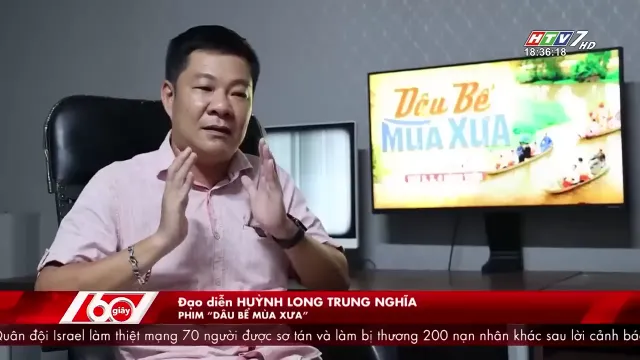 HTV7 HD
18:36:18
Dâu Bể
MÙA XƯA
60 giây
Đạo diễn HUỲNH LONG TRUNG NGHĨA
PHIM "DÂU BỂ MÙA XƯA"
Quân đội Israel làm thiệt mạng 70 người được sơ tán và làm bị thương 200 nạn nhân khác sau lời cảnh bá